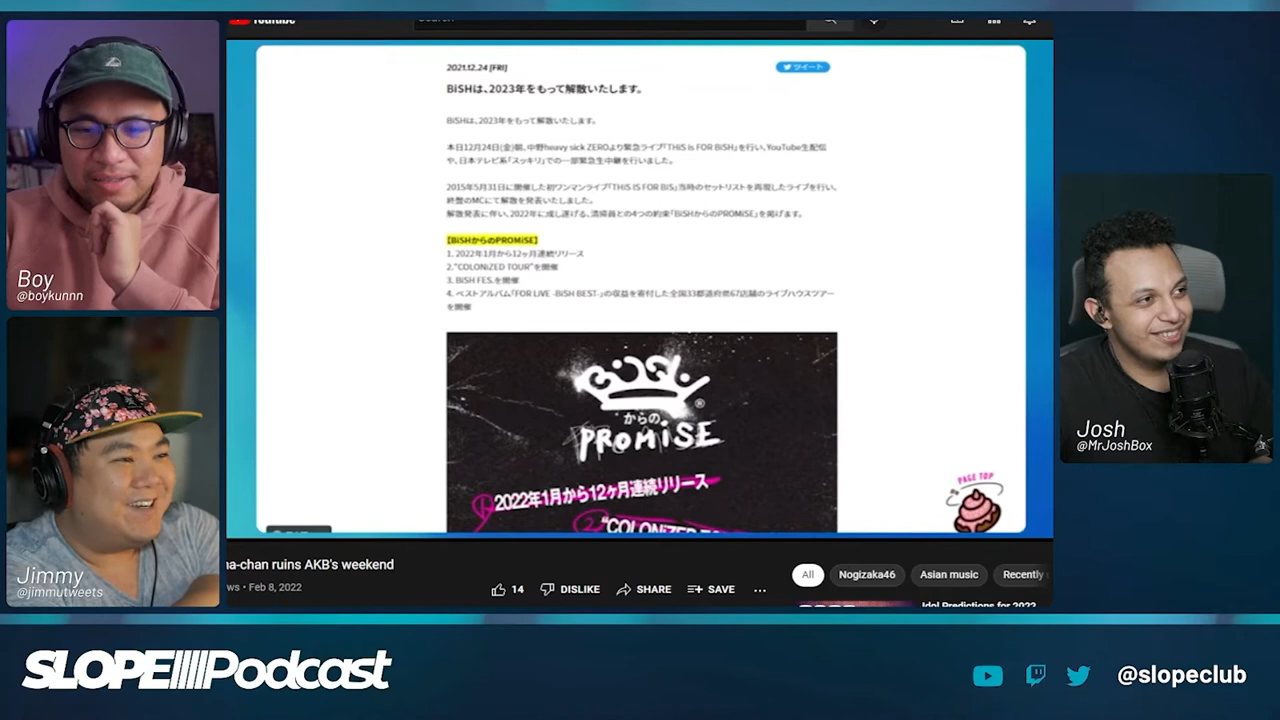 2021.12.24 [FRI]
ツイート
BiSHは、2023年をもって解散いたします。
BiSHは、2023年をもって解散いたします。
本日12月24日(金)朝、中野heavy sick ZEROより緊急ライブ「THiS is FOR BiSH」を行い、YouTube生配信
や、日本テレビ系「スッキリ」での一部緊急生中継を行いました。
2015年5月31日に開催した初ワンマンライブ「THiS IS FOR BiS」当時のセットリストを再現したライブを行い、
終盤のMCにて解散を発表いたしました。
解散発表に伴い、2022年に成し遂げる、清掃員との4つの約束「BiSHからのPROMiSE」を掲げます。
【BiSHからのPROMiSE】
1. 2022年1月から12ヶ月連続リリース
2."COLONiZED TOUR"を開催
3. BiSH FES.を開催
4. ベストアルバム「FOR LiVE -BiSH BEST-」の収益を寄付した全国33都道府県67店舗のライブハウスツアー
を開催
BiSH
からの
PROMiSE
① 2022年1月から12ヶ月連続リリース
② "COLONiZED
PAGE TOP
Boy
@boykunnn
Jimmy
@jimmytweets
Josh
@MrJoshBox
na-chan ruins AKB's weekend
ws • Feb 8, 2022
14
DISLIKE
SHARE
SAVE
All
Nogizaka46
Asian music
Recently
Idol Predictions for 2022
SLOPE Podcast
@slopeclub